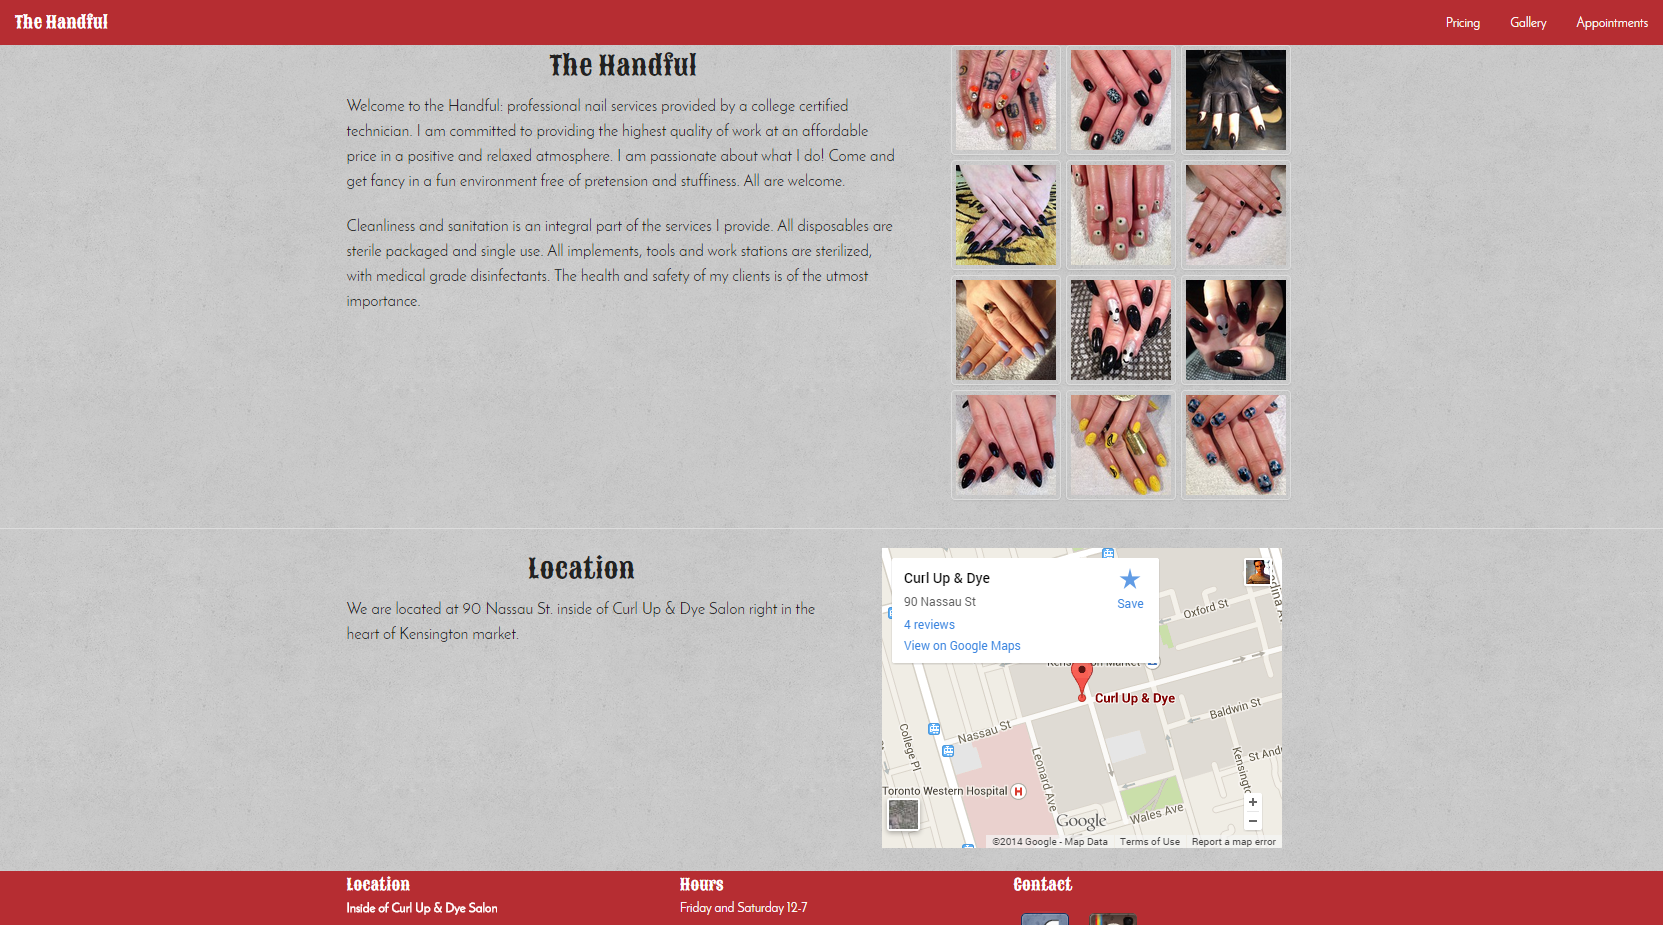 The Handful
Pricing
Gallery
Appointments
The Handful
Welcome to the Handful: professional nail services provided by a college certified
technician. I am committed to providing the highest quality of work at an affordable
price in a positive and relaxed atmosphere. I am passionate about what I do! Come and
get fancy in a fun environment free of pretension and stuffiness. All are welcome.
Cleanliness and sanitation is an integral part of the services I provide. All disposables are
sterile packaged and single use. All implements, tools and work stations are sterilized,
with medical grade disinfectants. The health and safety of my clients is of the utmost
importance.
Location
We are located at 90 Nassau St. inside of Curl Up & Dye Salon right in the
heart of Kensington market.
Curl Up & Dye
90 Nassau St
4 reviews
View on Google Maps
Save
Oxford St
Curl Up & Dye
Baldwin St
Nassau St
College Pl
Leonard Ave
Toronto Western Hospital
H
Wales Ave
Google
+
−
©2014 Google - Map Data
Terms of Use
Report a map error
Location
Inside of Curl Up & Dye Salon
Hours
Friday and Saturday 12-7
Contact